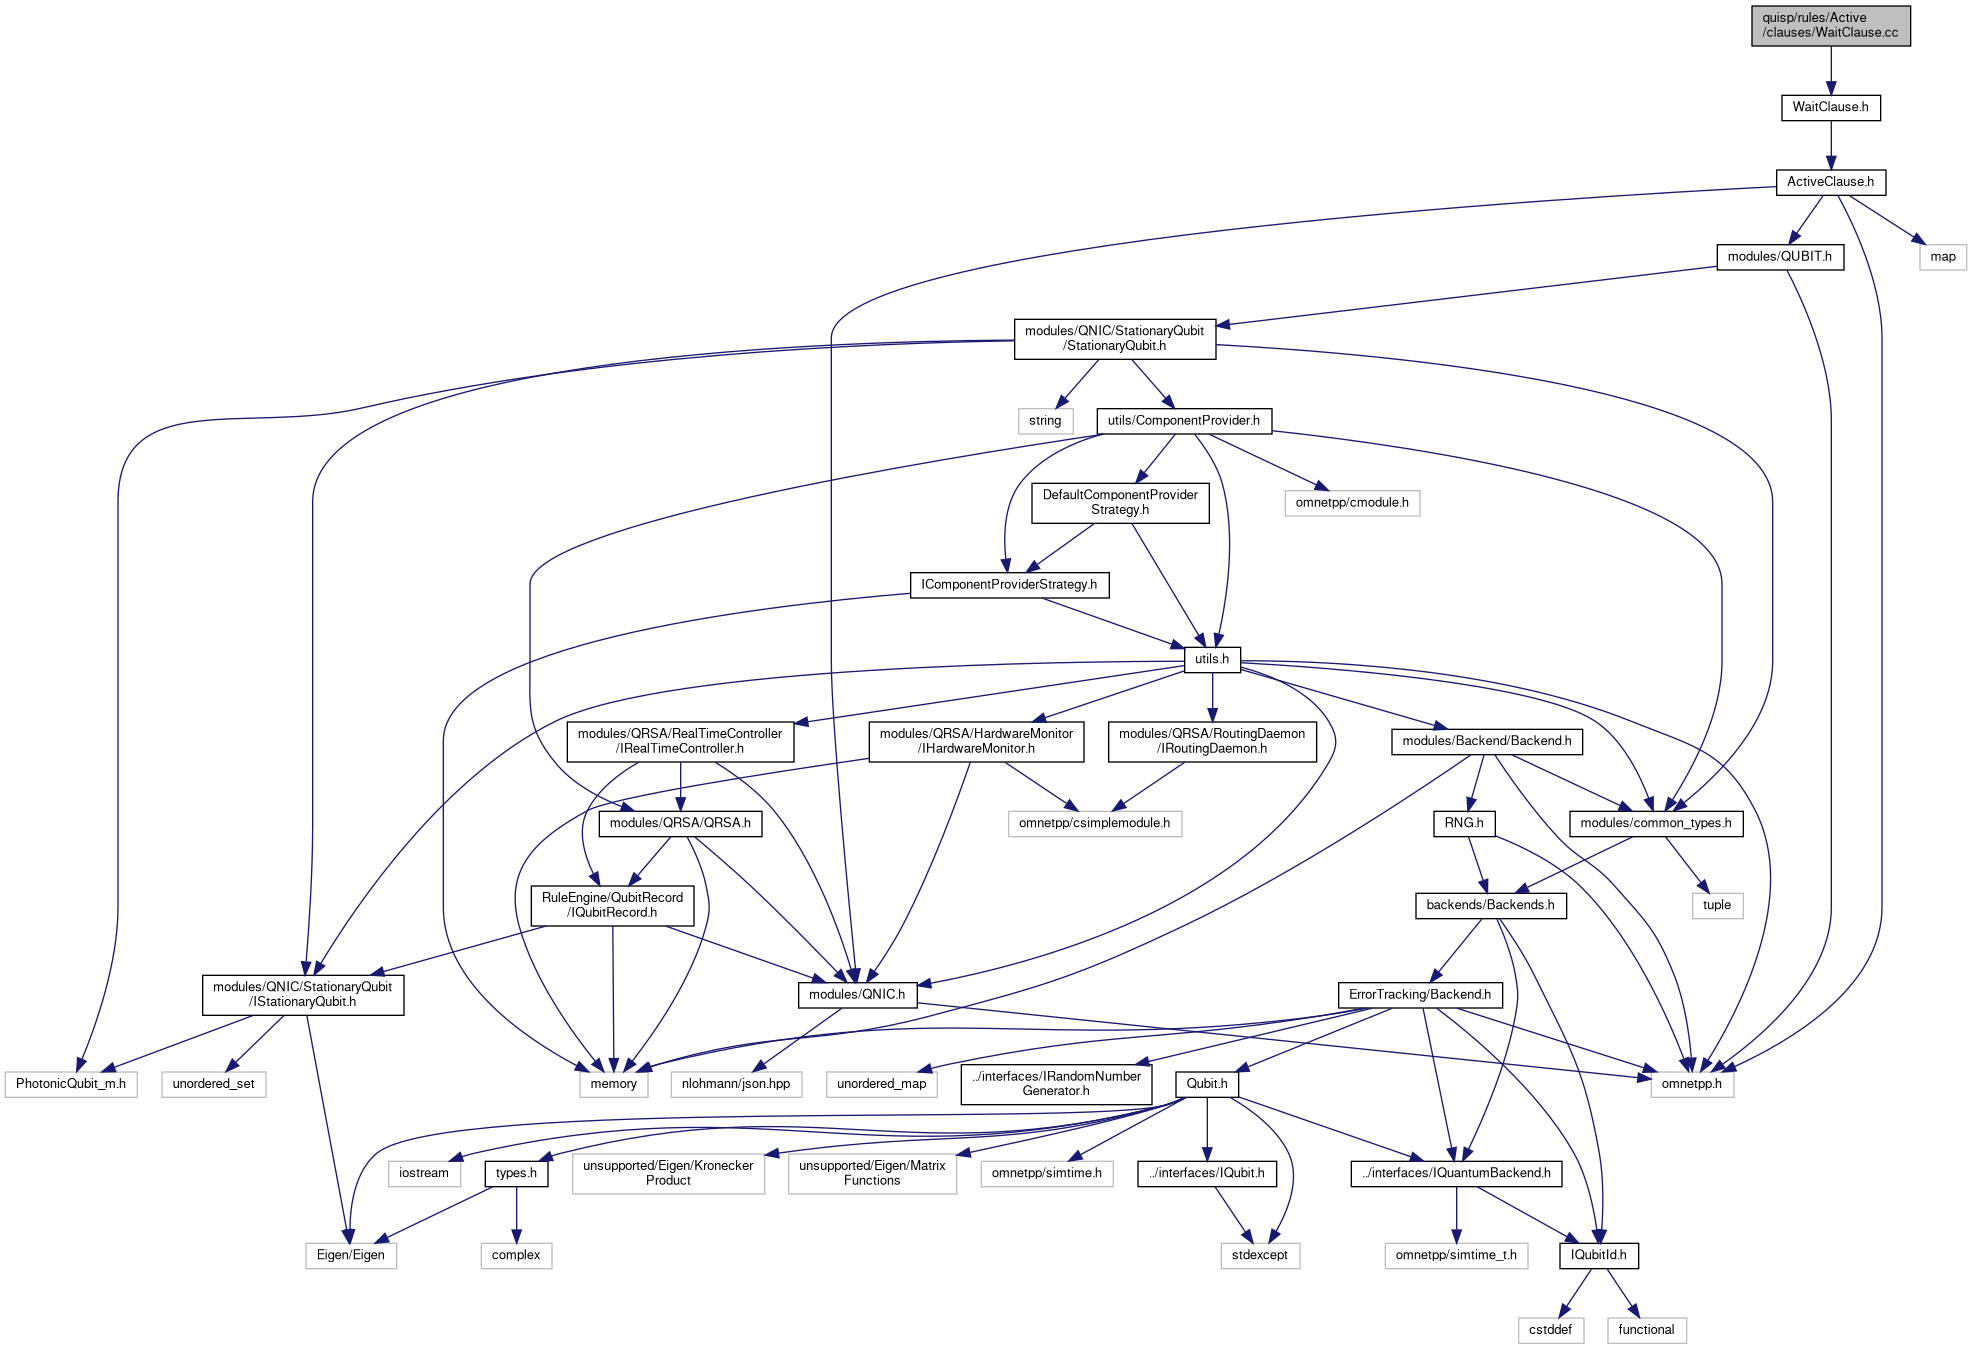 quisp/rules/Active
/clauses/WaitClause.cc
WaitClause.h
ActiveClause.h
modules/QUBIT.h
map
modules/QNIC/StationaryQubit
/StationaryQubit.h
string
utils/ComponentProvider.h
DefaultComponentProvider
Strategy.h
omnetpp/cmodule.h
IComponentProviderStrategy.h
utils.h
modules/QRSA/RealTimeController
/IRealTimeController.h
modules/QRSA/HardwareMonitor
/IHardwareMonitor.h
modules/QRSA/RoutingDaemon
/IRoutingDaemon.h
modules/Backend/Backend.h
modules/QRSA/QRSA.h
omnetpp/csimplemodule.h
RNG.h
modules/common_types.h
RuleEngine/QubitRecord
/IQubitRecord.h
backends/Backends.h
tuple
modules/QNIC/StationaryQubit
/IStationaryQubit.h
modules/QNIC.h
ErrorTracking/Backend.h
PhotonicQubit_m.h
unordered_set
memory
nlohmann/json.hpp
unordered_map
../interfaces/IRandomNumber
Generator.h
Qubit.h
omnetpp.h
iostream
types.h
unsupported/Eigen/Kronecker
Product
unsupported/Eigen/Matrix
Functions
omnetpp/simtime.h
../interfaces/IQubit.h
../interfaces/IQuantumBackend.h
Eigen/Eigen
complex
stdexcept
omnetpp/simtime_t.h
IQubitId.h
cstddef
functional